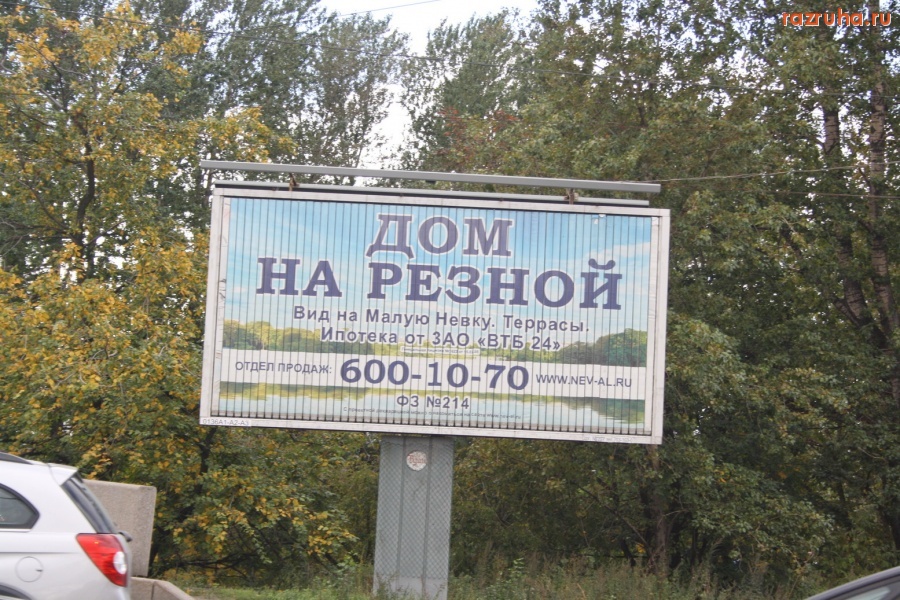 razruha.ru
ДОМ
НА РЕЗНОЙ
Вид на Малую Невку. Террасы.
Ипотека от ЗАО «ВТБ 24»
ОТДЕЛ ПРОДАЖ: 600-10-70 WWW.NEV-AL.RU
ФЗ №214